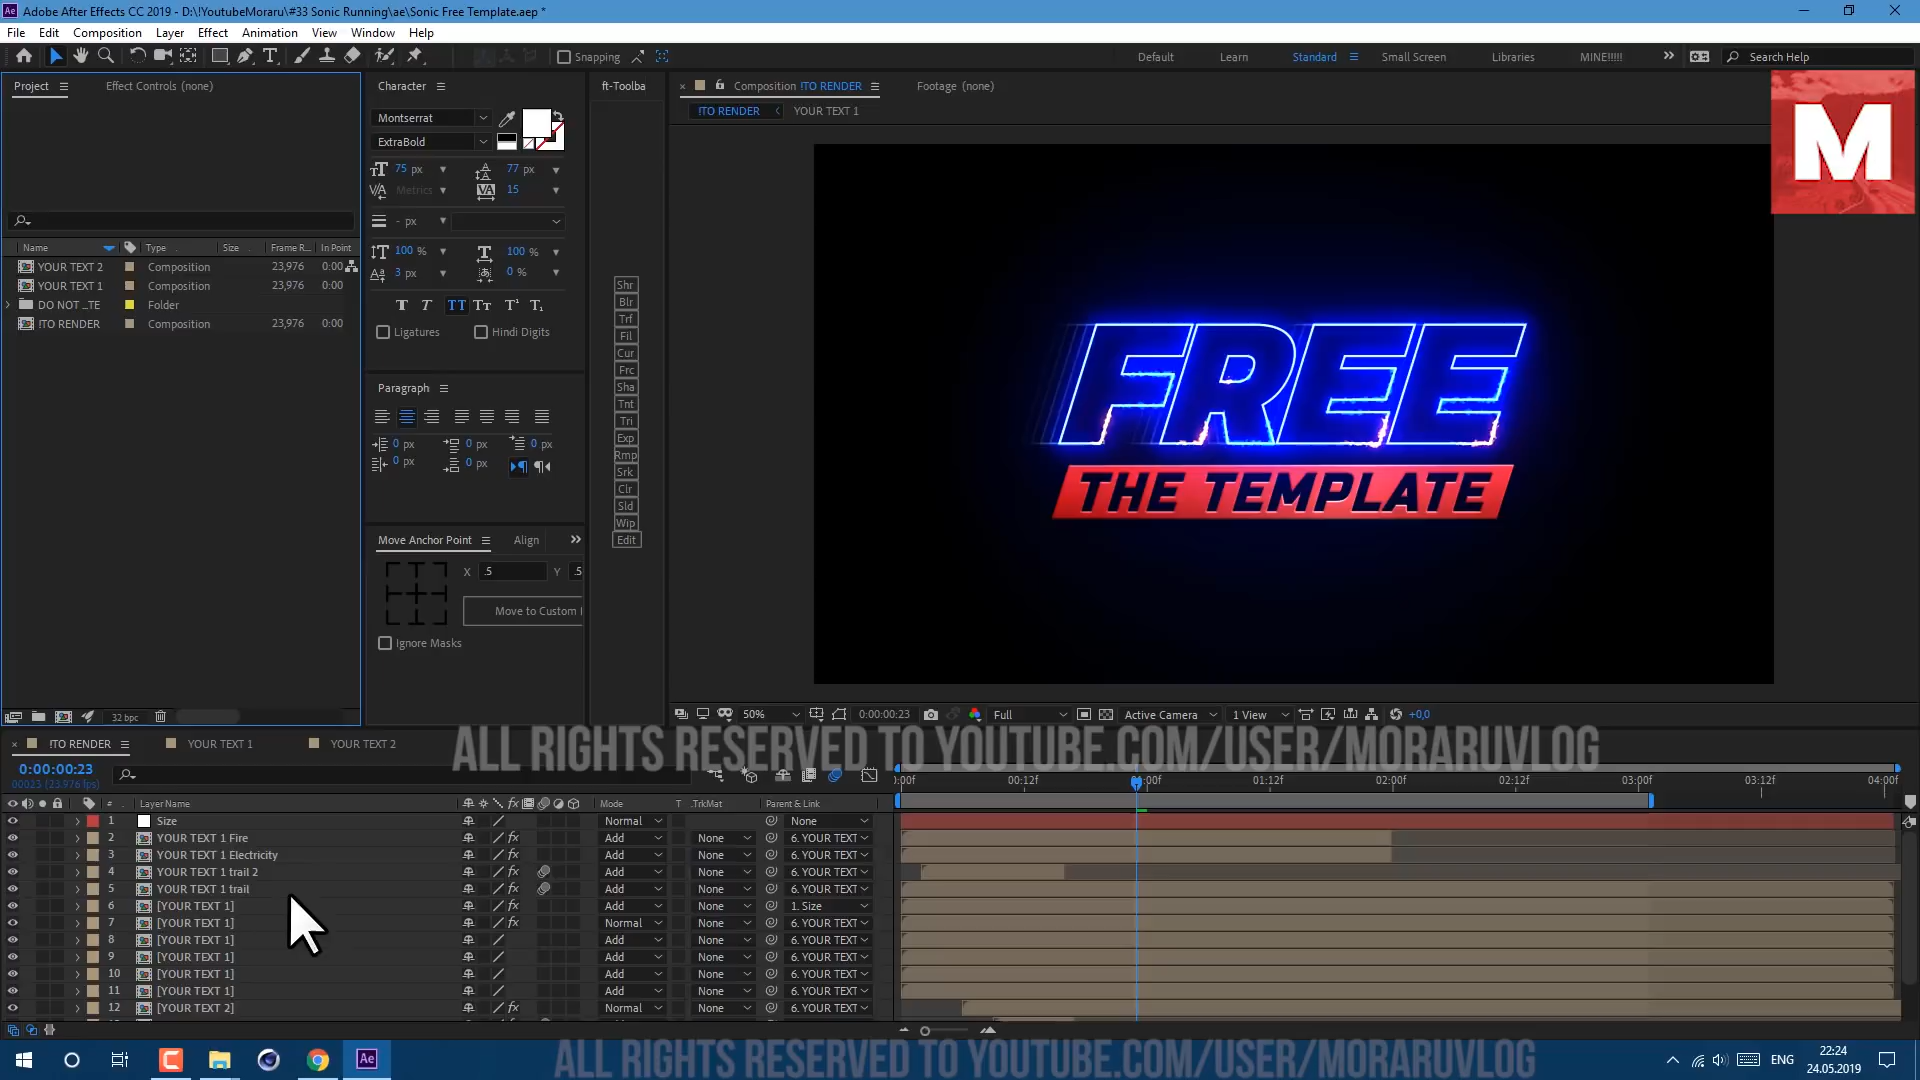 Adobe After Effects CC 2019 - D:\!YoutubeMoraru\#33 Sonic Running\ae\Sonic Free Template.aep *
File Edit Composition Layer Effect Animation View Window Help
Snapping
Default Learn Standard Small Screen Libraries MINE!!!!! Search Help
Project Effect Controls (none)
Character
ft-Toolba
Composition !TO RENDER Footage (none)
!TO RENDER YOUR TEXT 1
M
Montserrat
ExtraBold
75 px 77 px
Metrics 15
- px
100 % 100 %
3 px 0 %
Ligatures Hindi Digits
Paragraph
0 px 0 px 0 px
0 px 0 px
Move Anchor Point Align
X .5 Y .5
Move to Custom
Ignore Masks
Shr
Blr
Trf
Fil
Cur
Frc
Sha
Tnt
Tri
Exp
Rmp
Srk
Clr
Sld
Wip
Edit
Name Type Size Frame R... In Point
YOUR TEXT 2 Composition 23,976 0:00
YOUR TEXT 1 Composition 23,976 0:00
DO NOT ...TE Folder
!TO RENDER Composition 23,976 0:00
32 bpc
FREE
THE TEMPLATE
50% 0:00:00:23 Full Active Camera 1 View +0,0
ALL RIGHTS RESERVED TO YOUTUBE.COM/USER/MORARUVLOG
!TO RENDER YOUR TEXT 1 YOUR TEXT 2
0:00:00:23
00023 (23.976 fps)
:00f 00:12f 01:00f 01:12f 02:00f 02:12f 03:00f 03:12f 04:00f
# Layer Name Mode T .TrkMat Parent & Link
1 Size Normal None
2 YOUR TEXT 1 Fire Add None 6. YOUR TEXT
3 YOUR TEXT 1 Electricity Add None 6. YOUR TEXT
4 YOUR TEXT 1 trail 2 Add None 6. YOUR TEXT
5 YOUR TEXT 1 trail Add None 6. YOUR TEXT
6 [YOUR TEXT 1] Add None 1. Size
7 [YOUR TEXT 1] Normal None 6. YOUR TEXT
8 [YOUR TEXT 1] Add None 6. YOUR TEXT
9 [YOUR TEXT 1] Add None 6. YOUR TEXT
10 [YOUR TEXT 1] Add None 6. YOUR TEXT
11 [YOUR TEXT 1] Add None 6. YOUR TEXT
12 [YOUR TEXT 2] Normal None 6. YOUR TEXT
ALL RIGHTS RESERVED TO YOUTUBE.COM/USER/MORARUVLOG
Ae
ENG
22:24
24.05.2019